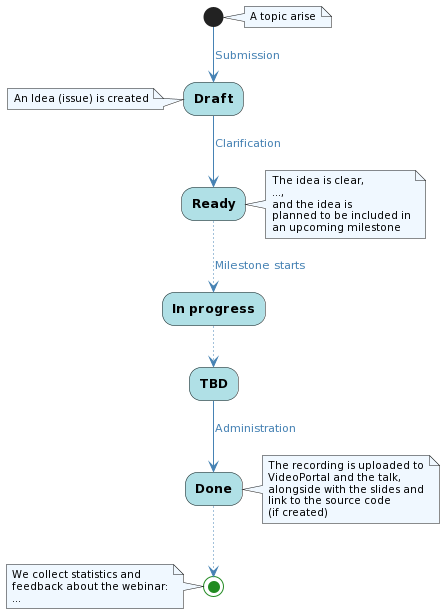 A topic arise
Submission
An Idea (issue) is created
Draft
Clarification
The idea is clear,
...,
and the idea is
planned to be included in
an upcoming milestone
Ready
Milestone starts
In progress
TBD
Administration
The recording is uploaded to
VideoPortal and the talk,
alongside with the slides and
link to the source code
(if created)
Done
We collect statistics and
feedback about the webinar:
...